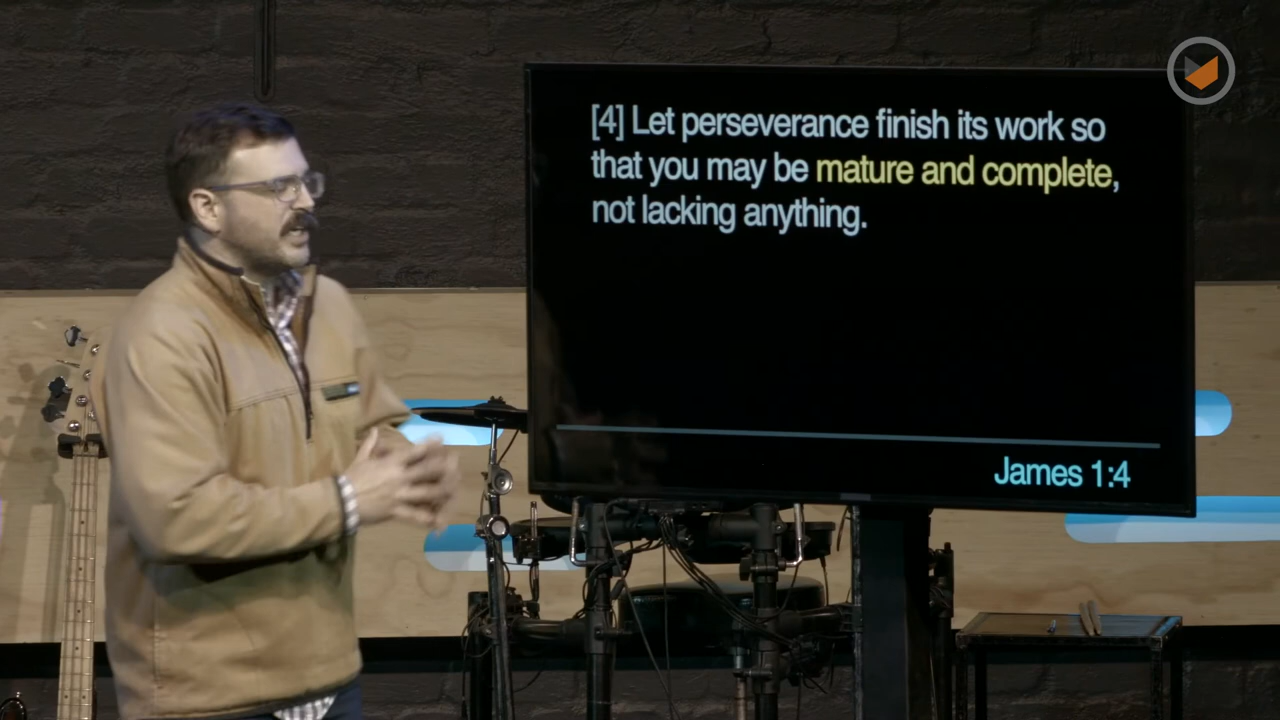 [4] Let perseverance finish its work so
that you may be mature and complete,
not lacking anything.
James 1:4